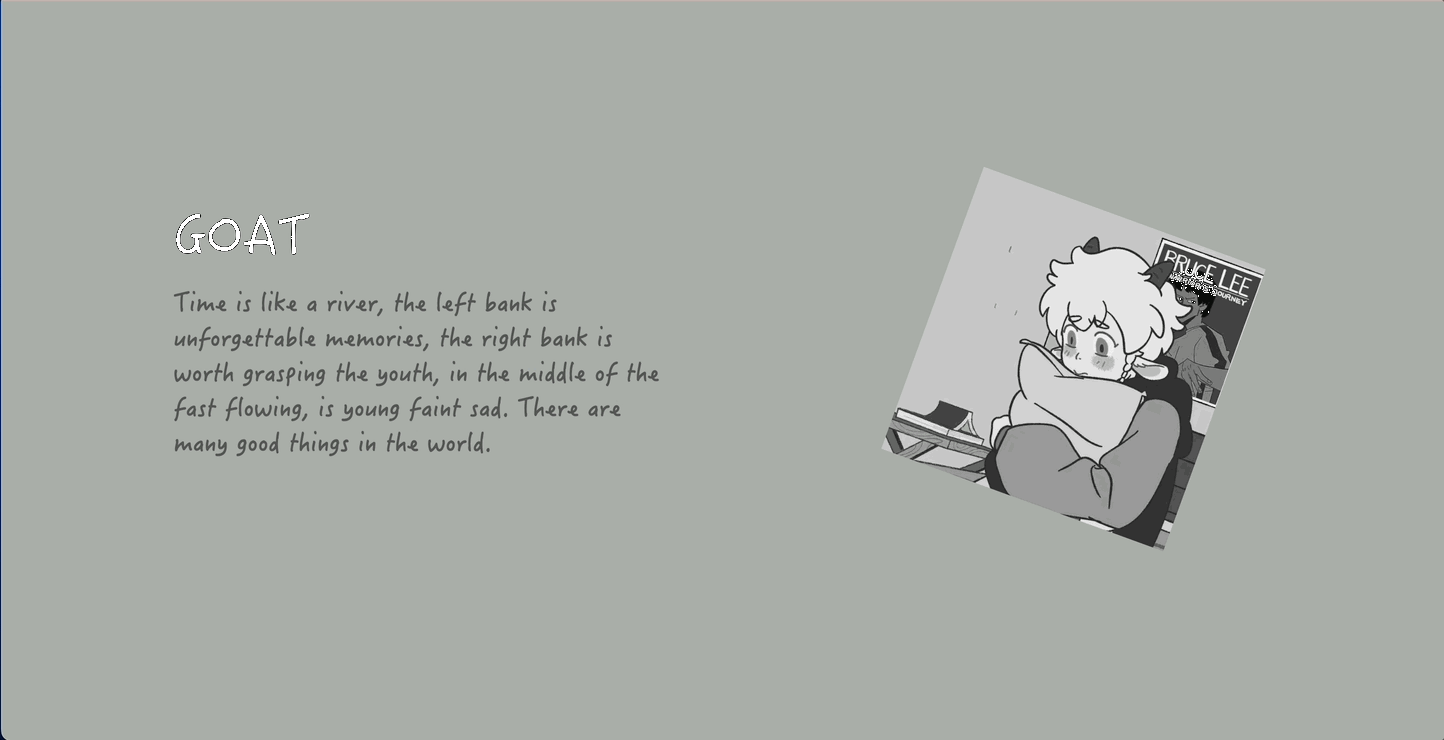 GOAT
Time is like a river, the left bank is
unforgettable memories, the right bank is
worth grasping the youth, in the middle of the
fast flowing, is young faint sad. There are
many good things in the world.
BRUCE LEE
JOURNEY